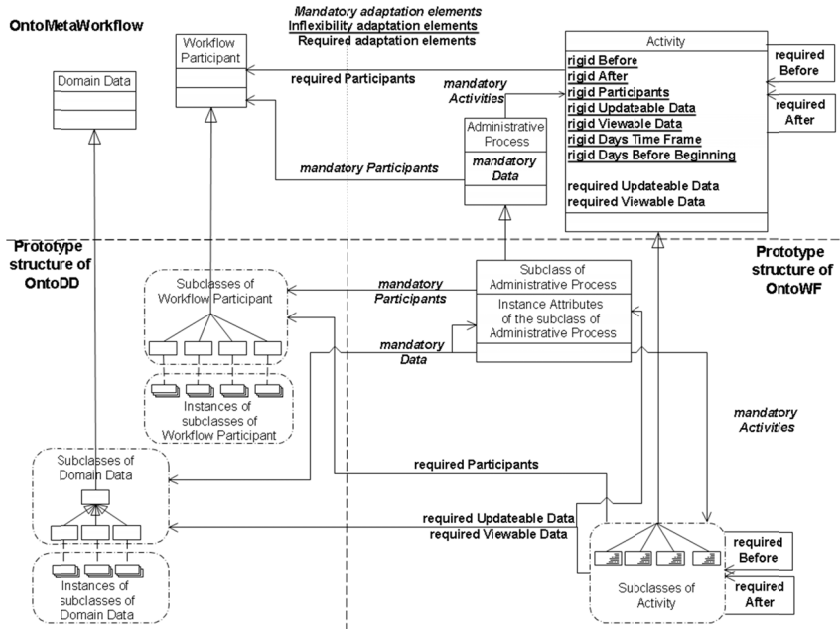 OntoMetaWorkflow
Mandatory adaptation elements
Inflexibility adaptation elements
Required adaptation elements
Domain Data
Workflow
Participant
Activity
rigid Before
rigid After
rigid Participants
rigid Updateable Data
rigid Viewable Data
rigid Days Time Frame
rigid Days Before Beginning
required Updateable Data
required Viewable Data
required
Before
required
After
required Participants
mandatory
Activities
Administrative
Process
mandatory
Data
mandatory Participants
Prototype
structure of
OntoDD
Prototype
structure of
OntoWF
Subclasses of
Workflow Participant
Instances of
subclasses of
Workflow Participant
mandatory
Participants
Subclass of
Administrative Process
Instance Attributes
of the subclass of
Administrative Process
mandatory
Data
mandatory
Activities
Subclasses of
Domain Data
Instances of
subclasses of
Domain Data
required Participants
required Updateable Data
required Viewable Data
Subclasses of
Activity
required
Before
required
After